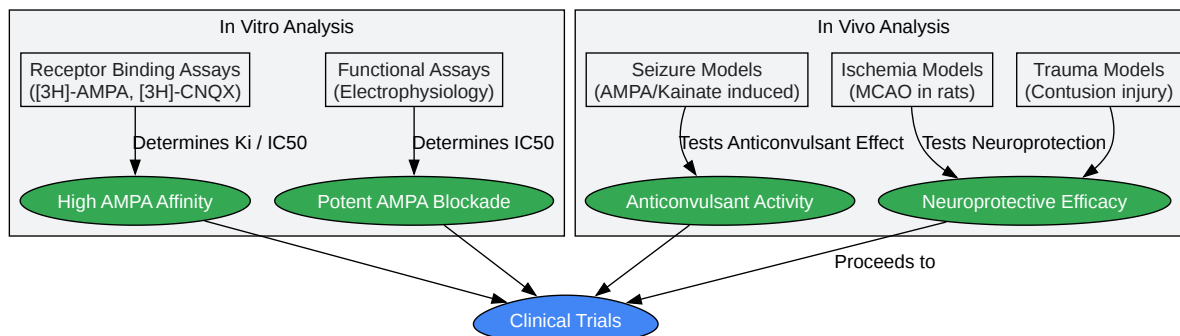 In Vitro Analysis
In Vivo Analysis
Receptor Binding Assays
([3H]-AMPA, [3H]-CNQX)
Functional Assays
(Electrophysiology)
Seizure Models
(AMPA/Kainate induced)
Ischemia Models
(MCAO in rats)
Trauma Models
(Contusion injury)
Determines Ki / IC50
Determines IC50
Tests Anticonvulsant Effect
Tests Neuroprotection
High AMPA Affinity
Potent AMPA Blockade
Anticonvulsant Activity
Neuroprotective Efficacy
Proceeds to
Clinical Trials